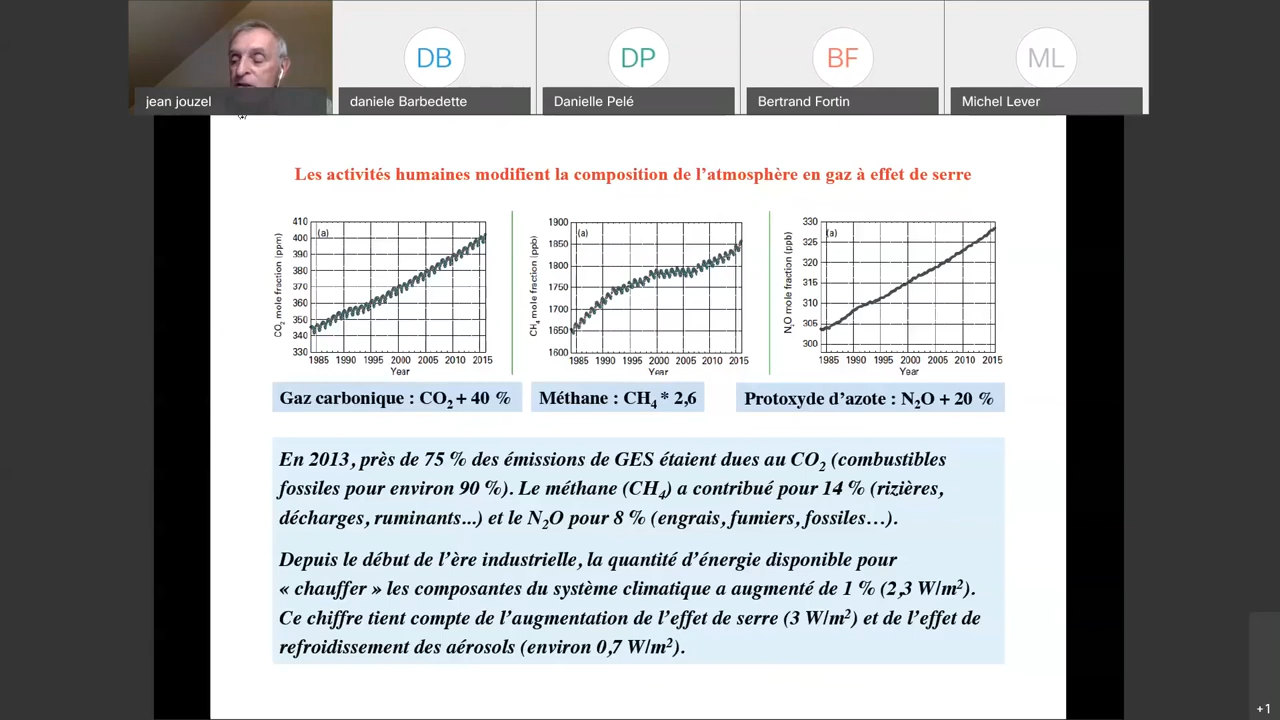 DB
DP
BF
ML
jean jouzel
daniele Barbedette
Danielle Pelé
Bertrand Fortin
Michel Lever
Les activités humaines modifient la composition de l’atmosphère en gaz à effet de serre
410
400
390
380
370
360
350
340
330
(a)
CO2 mole fraction (ppm)
1985 1990 1995 2000 2005 2010 2015
Year
1900
1850
1800
1750
1700
1650
1600
(a)
CH4 mole fraction (ppb)
1985 1990 1995 2000 2005 2010 2015
Year
330
325
320
315
310
305
300
(a)
N2O mole fraction (ppb)
1985 1990 1995 2000 2005 2010 2015
Year
Gaz carbonique : CO2 + 40 %
Méthane : CH4 * 2,6
Protoxyde d’azote : N2O + 20 %
En 2013, près de 75 % des émissions de GES étaient dues au CO2 (combustibles
fossiles pour environ 90 %). Le méthane (CH4) a contribué pour 14 % (rizières,
décharges, ruminants...) et le N2O pour 8 % (engrais, fumiers, fossiles…).
Depuis le début de l’ère industrielle, la quantité d’énergie disponible pour
« chauffer » les composantes du système climatique a augmenté de 1 % (2,3 W/m²).
Ce chiffre tient compte de l’augmentation de l’effet de serre (3 W/m²) et de l’effet de
refroidissement des aérosols (environ 0,7 W/m²).
+1